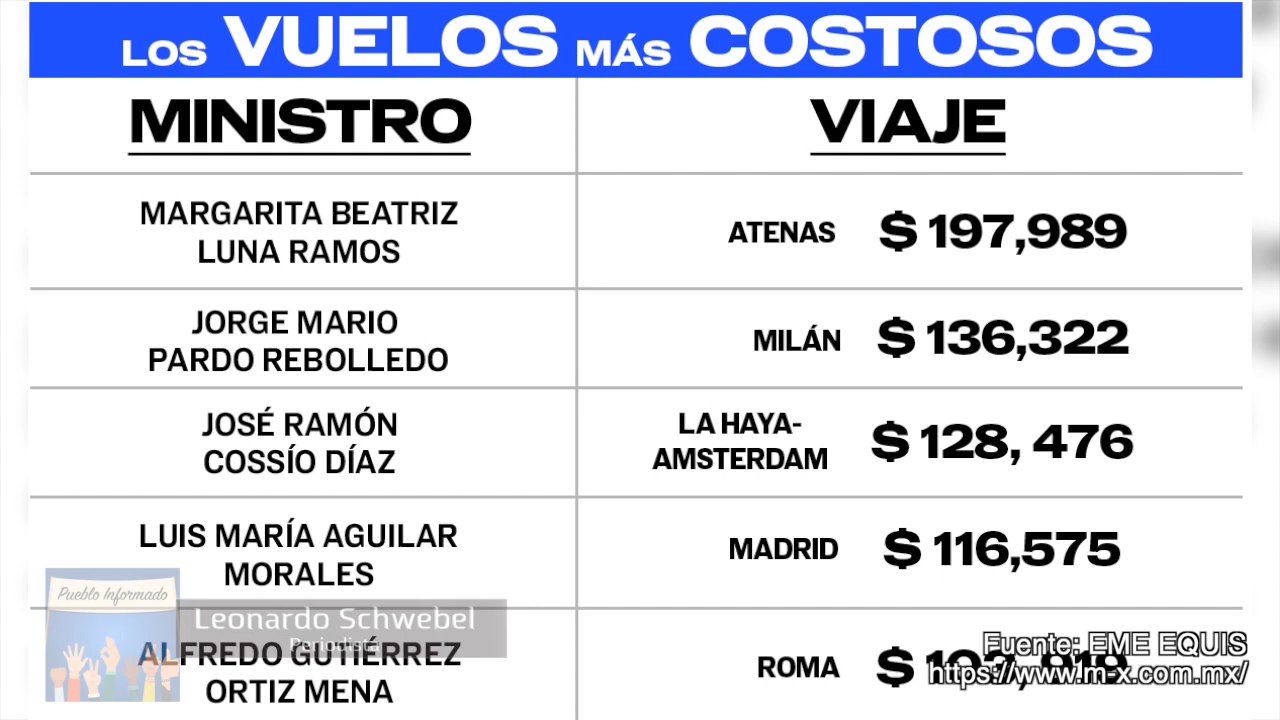 LOS VUELOS MÁS COSTOSOS
MINISTRO
VIAJE
MARGARITA BEATRIZ
LUNA RAMOS
ATENAS $ 197,989
JORGE MARIO
PARDO REBOLLEDO
MILÁN $ 136,322
JOSÉ RAMÓN
COSSÍO DÍAZ
LA HAYA-
AMSTERDAM
$ 128, 476
LUIS MARÍA AGUILAR
MORALES
MADRID $ 116,575
Pueblo Informado
Leonardo Schwebel
Periodista
ALFREDO GUTIÉRREZ
ORTIZ MENA
ROMA $
Fuente: EME EQUIS
https://www.m-x.com.mx/